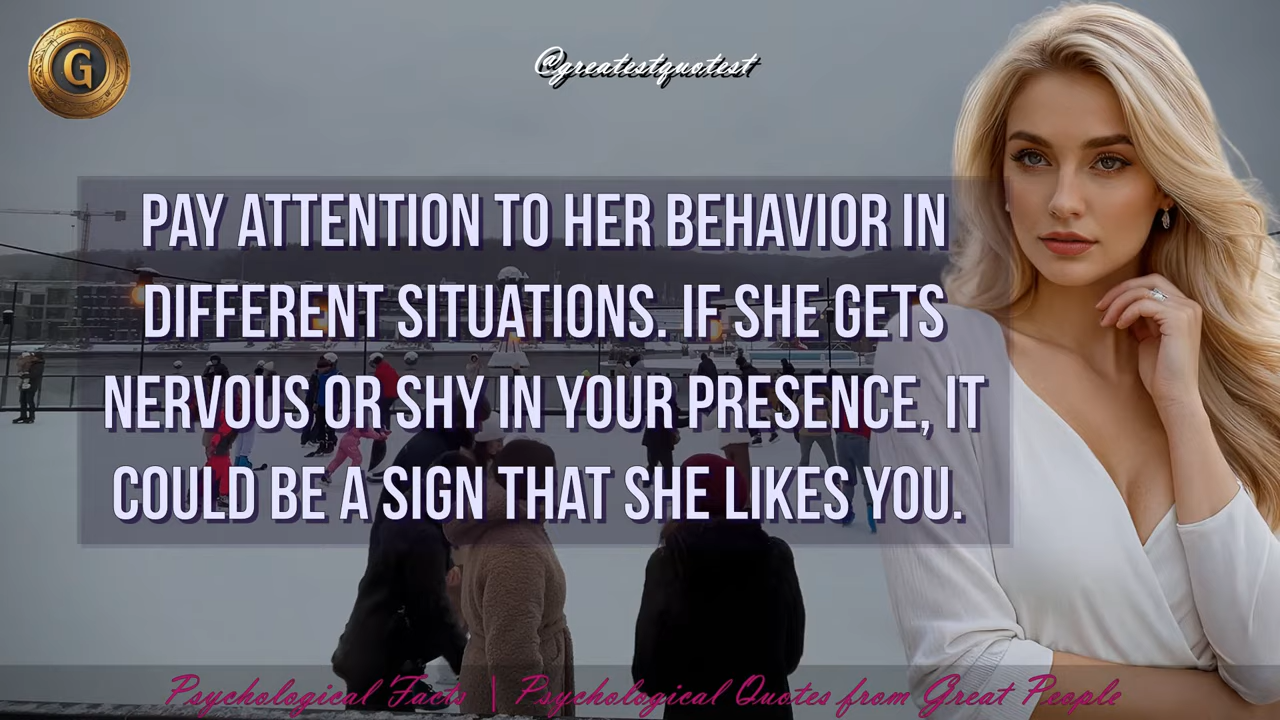 G
@greatestquotest
PAY ATTENTION TO HER BEHAVIOR IN
DIFFERENT SITUATIONS. IF SHE GETS
NERVOUS OR SHY IN YOUR PRESENCE, IT
COULD BE A SIGN THAT SHE LIKES YOU.
Psychological Facts | Psychological Quotes from Great People